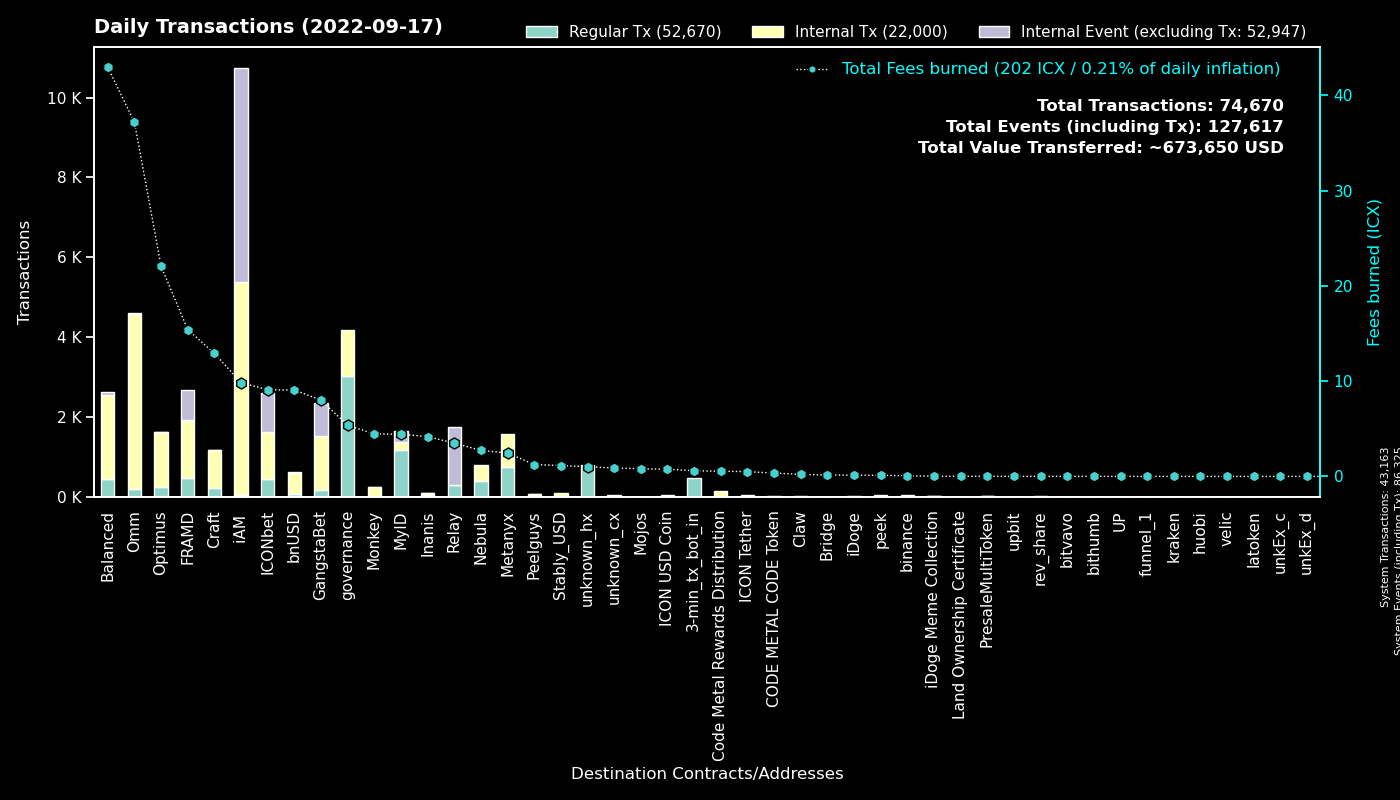 Daily Transactions (2022-09-17)
Regular Tx (52,670)
Internal Tx (22,000)
Internal Event (excluding Tx: 52,947)
Total Fees burned (202 ICX / 0.21% of daily inflation)
Total Transactions: 74,670
Total Events (including Tx): 127,617
Total Value Transferred: ~673,650 USD
Transactions
10 K
8 K
6 K
4 K
2 K
0 K
40
30
20
10
0
Fees burned (ICX)
Balanced
Omm
Optimus
FRAMD
Craft
iAM
ICONbet
bnUSD
GangstaBet
governance
Monkey
MyID
Inanis
Relay
Nebula
Metanyx
Peelguys
Stably_USD
unknown_hx
unknown_cx
Mojos
ICON USD Coin
3-min_tx_bot_in
Code Metal Rewards Distribution
ICON Tether
CODE METAL CODE Token
Claw
Bridge
iDoge
peek
binance
iDoge Meme Collection
Land Ownership Certificate
PresaleMultiToken
upbit
rev_share
bitvavo
bithumb
UP
funnel_1
kraken
huobi
velic
latoken
unkEx_c
unkEx_d
Destination Contracts/Addresses
System Transactions: 43,163